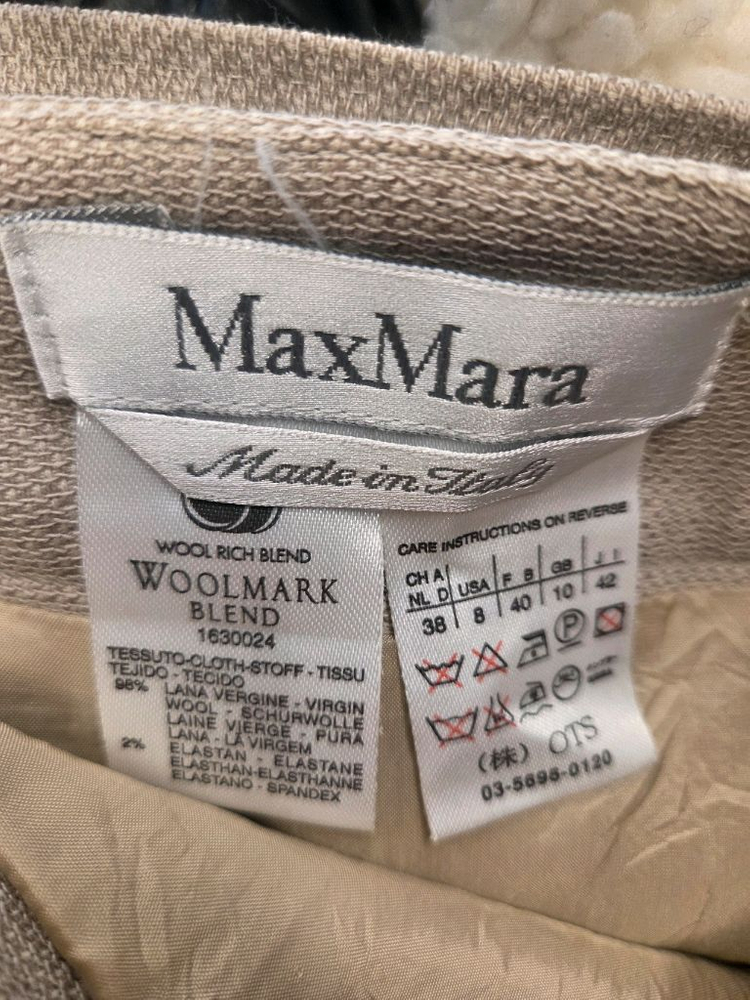 MaxMara
Made in Italy
WOOL RICH BLEND
WOOLMARK
BLEND
1630024
TESSUTO-CLOTH-STOFF-TISSU
TEJIDO-TECIDO
98% LANA VERGINE - VIRGIN
WOOL - SCHURWOLLE
LAINE VIERGE - PURA
LANA - LÃ VIRGEM
2% ELASTAN - ELASTANE
ELASTHAN-ELASTHANNE
ELASTANO - SPANDEX
CARE INSTRUCTIONS ON REVERSE
CH A USA F B GB J I
NL D
38 8 40 10 42
P
(株) OTS
03-5695-0120